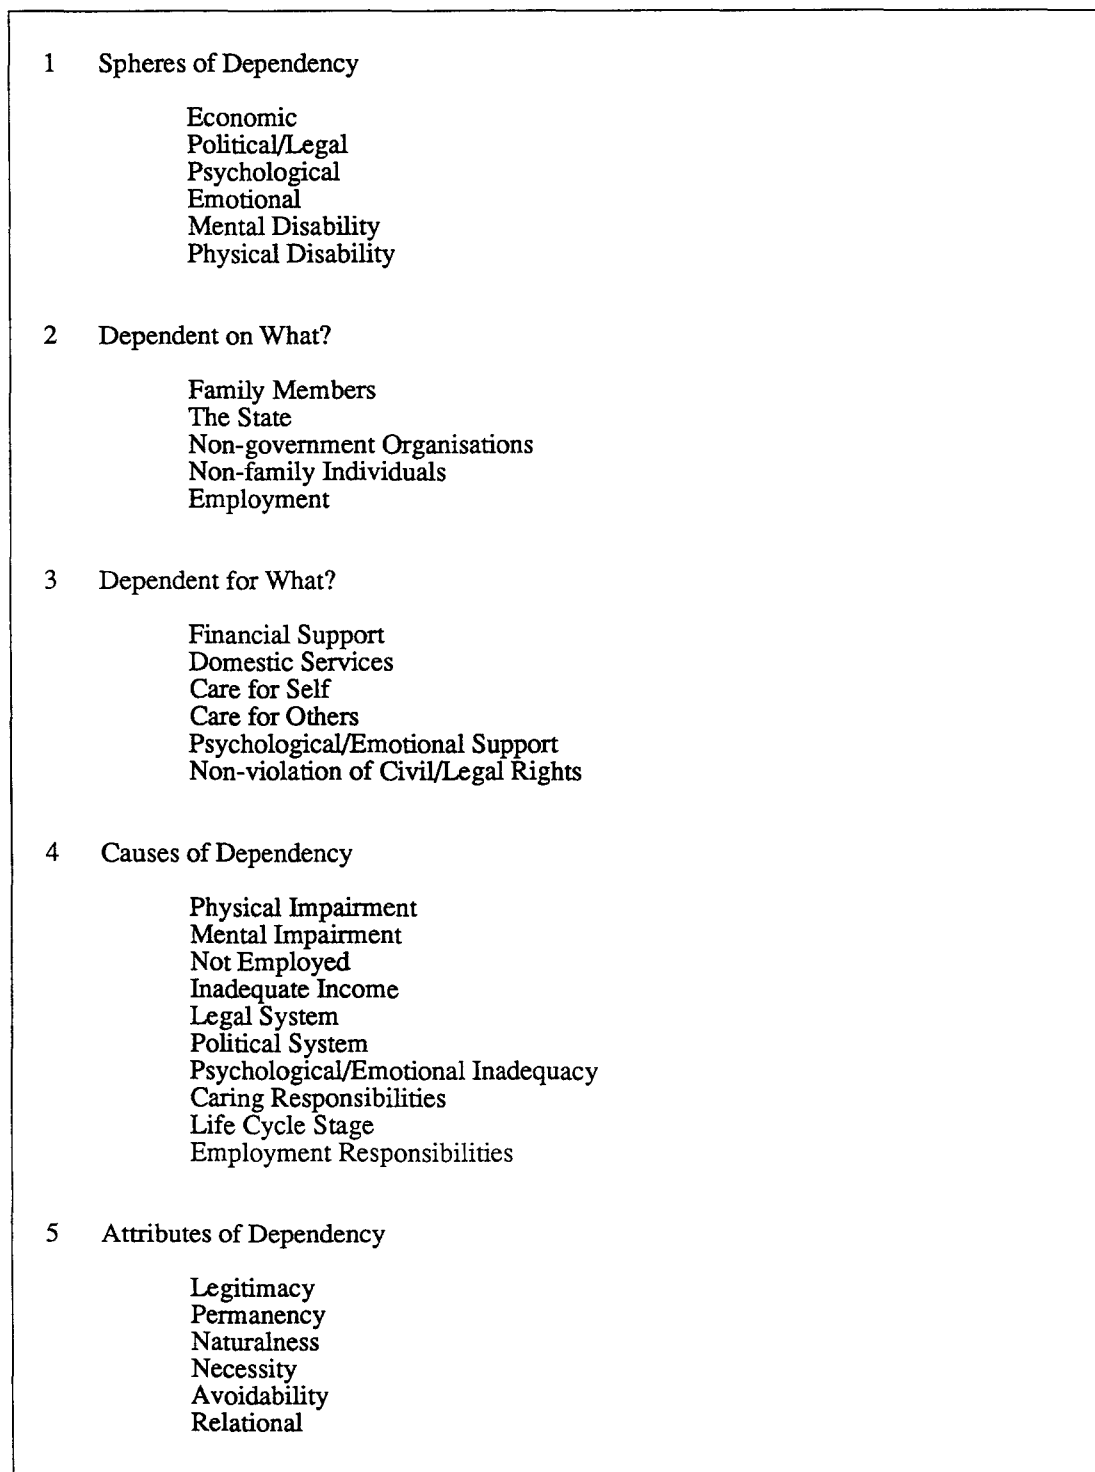 1 Spheres of Dependency
Economic
Political/Legal
Psychological
Emotional
Mental Disability
Physical Disability
2 Dependent on What?
Family Members
The State
Non-government Organisations
Non-family Individuals
Employment
3 Dependent for What?
Financial Support
Domestic Services
Care for Self
Care for Others
Psychological/Emotional Support
Non-violation of Civil/Legal Rights
4 Causes of Dependency
Physical Impairment
Mental Impairment
Not Employed
Inadequate Income
Legal System
Political System
Psychological/Emotional Inadequacy
Caring Responsibilities
Life Cycle Stage
Employment Responsibilities
5 Attributes of Dependency
Legitimacy
Permanency
Naturalness
Necessity
Avoidability
Relational